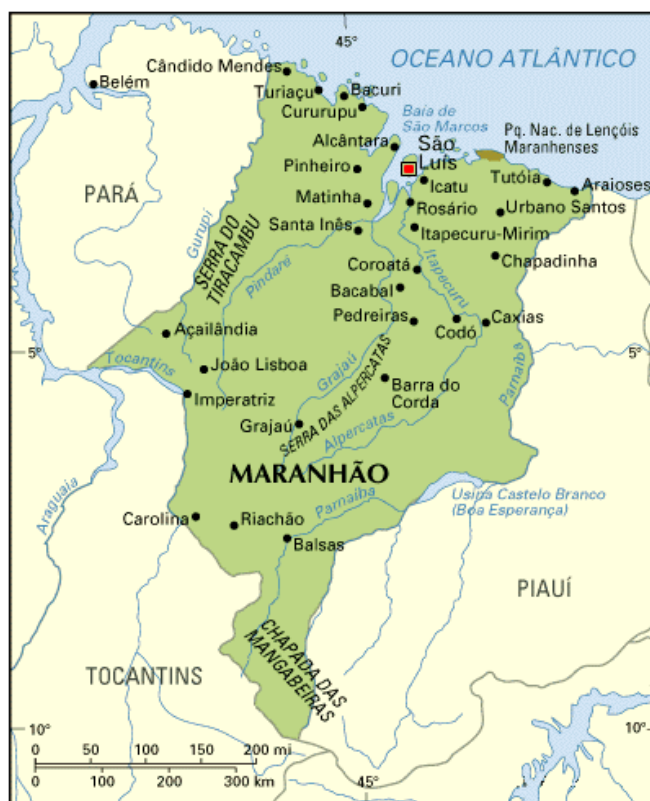 45°
OCEANO ATLÂNTICO
Cândido Mendes
Belém
Turiaçu
Bacuri
Cururupu
Baía de
São Marcos
Alcântara
São
Luís
Pq. Nac. de Lençóis
Maranhenses
Pinheiro
Icatu
Tutóia
Araioses
PARÁ
Matinha
Rosário
Urbano Santos
Gurupí
SERRA DO
TIRACAMBU
Santa Inês
Itapecuru-Mirim
Pindaré
Coroatá
Itapecuru
Chapadinha
Bacabal
Pedreiras
Açailândia
Codó
Caxias
5°
5°
Tocantins
João Lisboa
Grajaú
Parnaíba
Imperatriz
Barra do
Corda
SERRA DAS ALPERCATAS
Grajaú
Alpercatas
MARANHÃO
Araguaia
Parnaíba
Usina Castelo Branco
(Boa Esperança)
Carolina
Riachão
Balsas
PIAUÍ
CHAPADA DAS
MANGABEIRAS
TOCANTINS
10°
10°
0 50 100 150 200 mi
0 100 200 300 km
45°